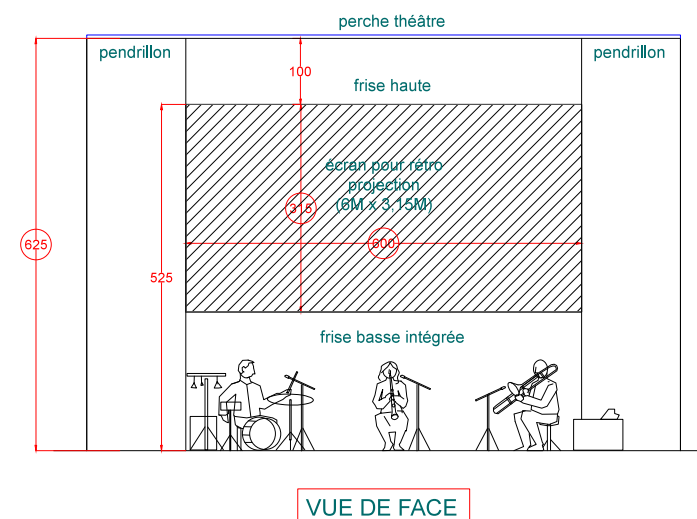 perche théâtre
pendrillon
pendrillon
100
frise haute
écran pour rétro
projection
(6M x 3,15M)
315
600
625
525
frise basse intégrée
VUE DE FACE